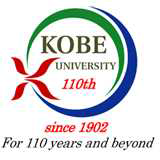 KOBE
UNIVERSITY
110th
since 1902
For 110 years and beyond